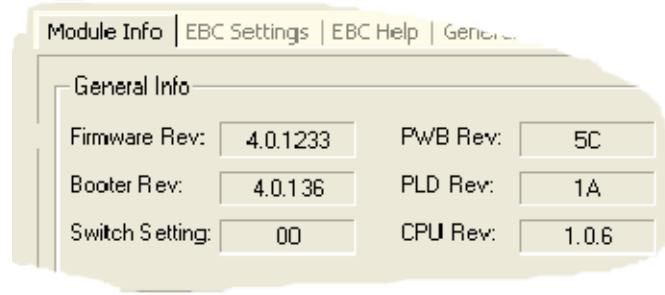 Module Info | EBC Settings | EBC Help |
General Info
Firmware Rev: 4.0.1233 PWB Rev: 5C
Booter Rev: 4.0.136 PLD Rev: 1A
Switch Setting: 00 CPU Rev: 1.0.6